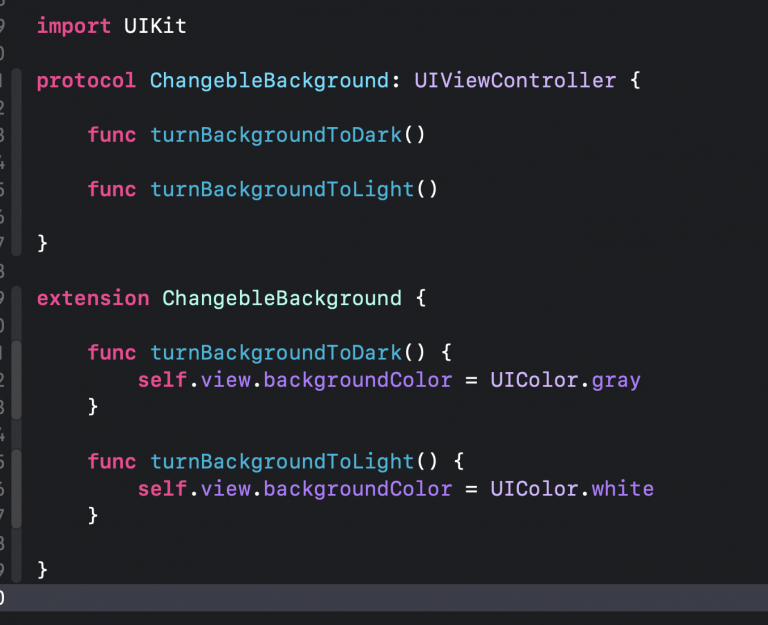 import UIKit
protocol ChangebleBackground: UIViewController {
func turnBackgroundToDark()
func turnBackgroundToLight()
}
extension ChangebleBackground {
func turnBackgroundToDark() {
self.view.backgroundColor = UIColor.gray
}
func turnBackgroundToLight() {
self.view.backgroundColor = UIColor.white
}
}